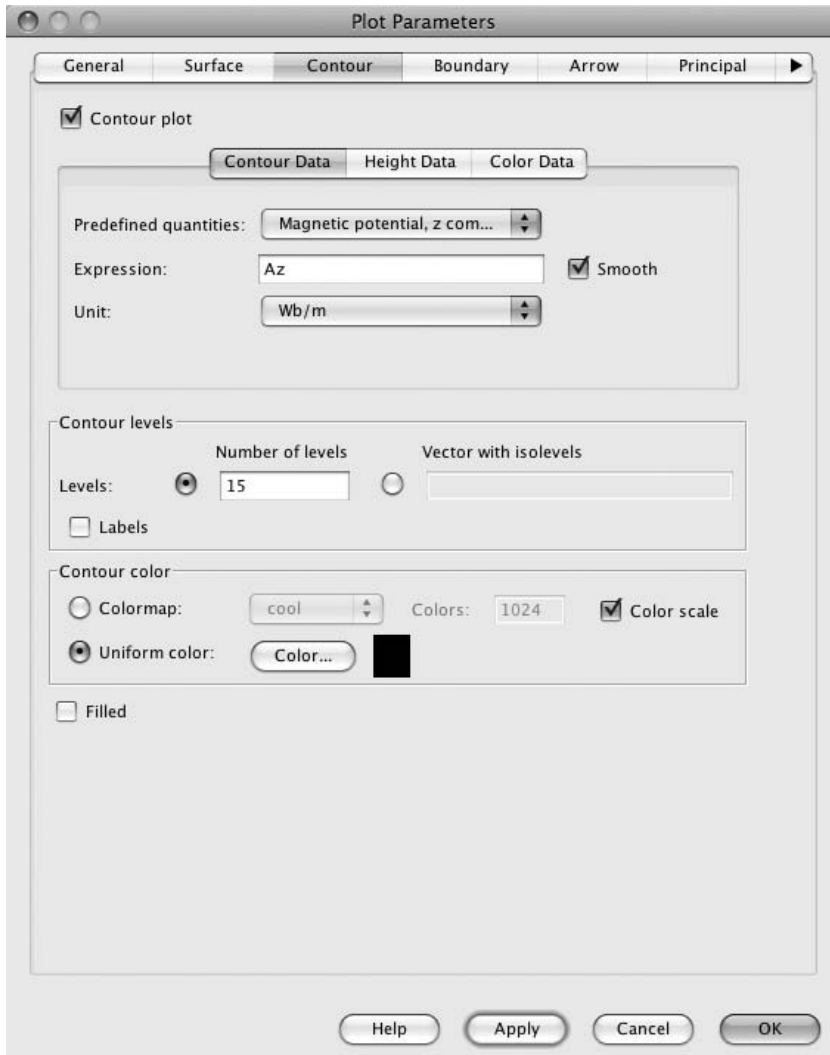 Plot Parameters
General Surface Contour Boundary Arrow Principal
Contour plot
Contour Data Height Data Color Data
Predefined quantities: Magnetic potential, z com...
Expression: Az Smooth
Unit: Wb/m
Contour levels
Number of levels Vector with isolevels
Levels: 15
Labels
Contour color
Colormap: cool Colors: 1024 Color scale
Uniform color: Color...
Filled
Help Apply Cancel OK